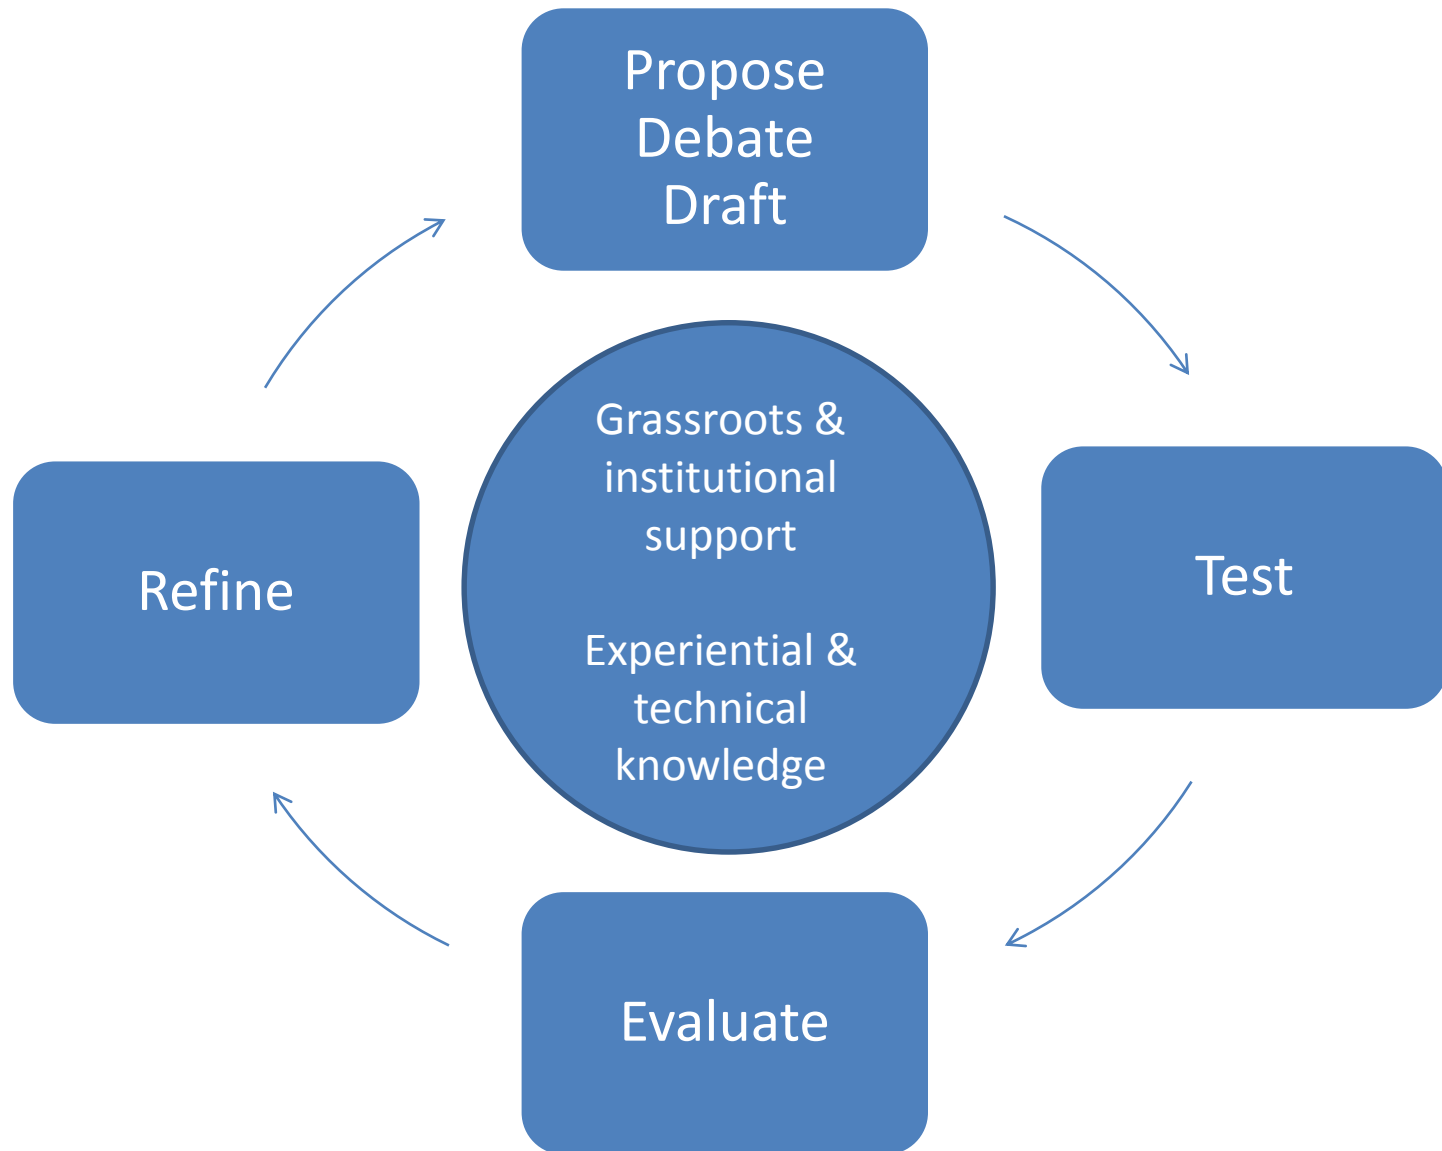 Propose
Debate
Draft
Grassroots &
institutional
support
Experiential &
technical
knowledge
Refine
Test
Evaluate